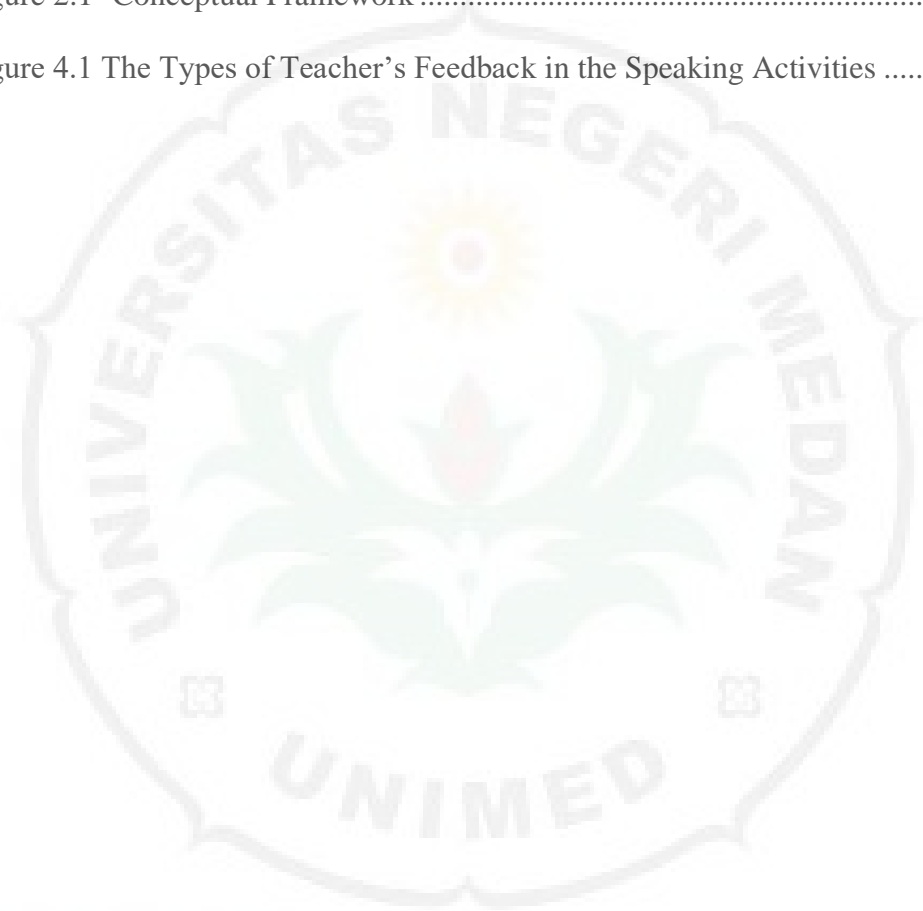 gure 2.1 Conceptual Framework ................................................................
gure 4.1 The Types of Teacher's Feedback in the Speaking Activities .....
UNIVERSITAS NEGERI MEDAN
UNIMED